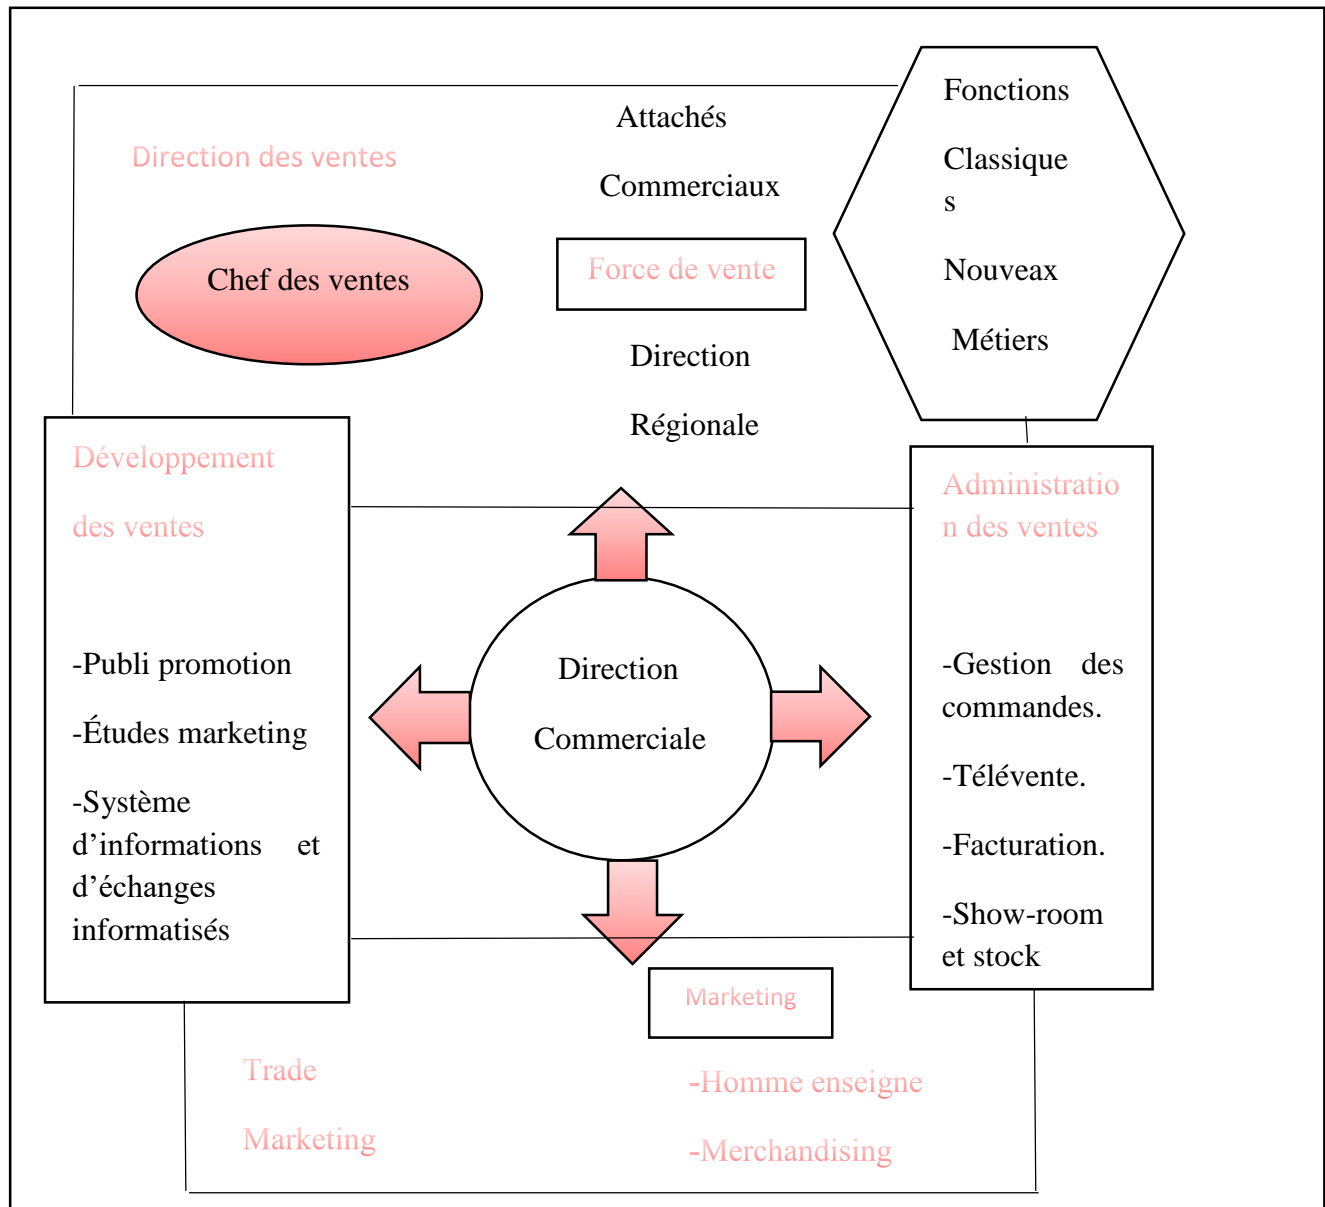 Fonctions
Classique
s
Nouveax
Métiers
Attachés
Commerciaux
Direction des ventes
Chef des ventes
Force de vente
Direction
Régionale
Développement
des ventes
-Publi promotion
-Études marketing
-Système
d’informations et
d’échanges
informatisés
Direction
Commerciale
Administratio
n des ventes
-Gestion des
commandes.
-Télévente.
-Facturation.
-Show-room
et stock
Marketing
Trade
Marketing
-Homme enseigne
-Merchandising